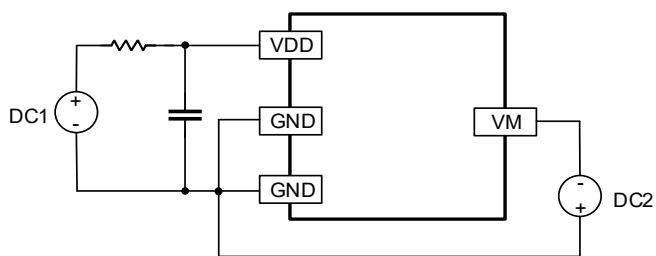 VDD
+
DC1
-
GND
VM
GND
-
+
DC2